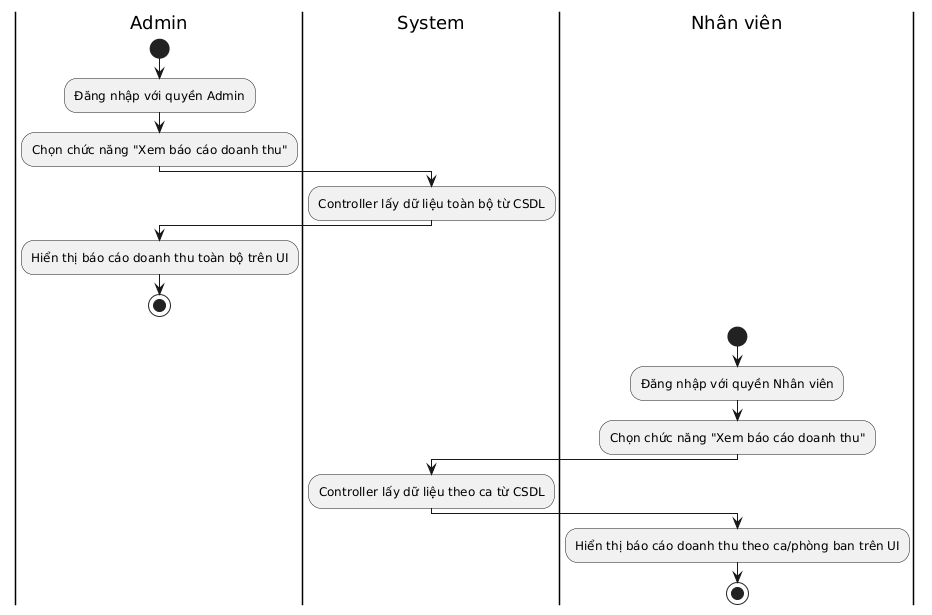 Admin
System
Nhân viên
Đăng nhập với quyền Admin
Chọn chức năng "Xem báo cáo doanh thu"
Controller lấy dữ liệu toàn bộ từ CSDL
Hiển thị báo cáo doanh thu toàn bộ trên UI
Đăng nhập với quyền Nhân viên
Chọn chức năng "Xem báo cáo doanh thu"
Controller lấy dữ liệu theo ca từ CSDL
Hiển thị báo cáo doanh thu theo ca/phòng ban trên UI